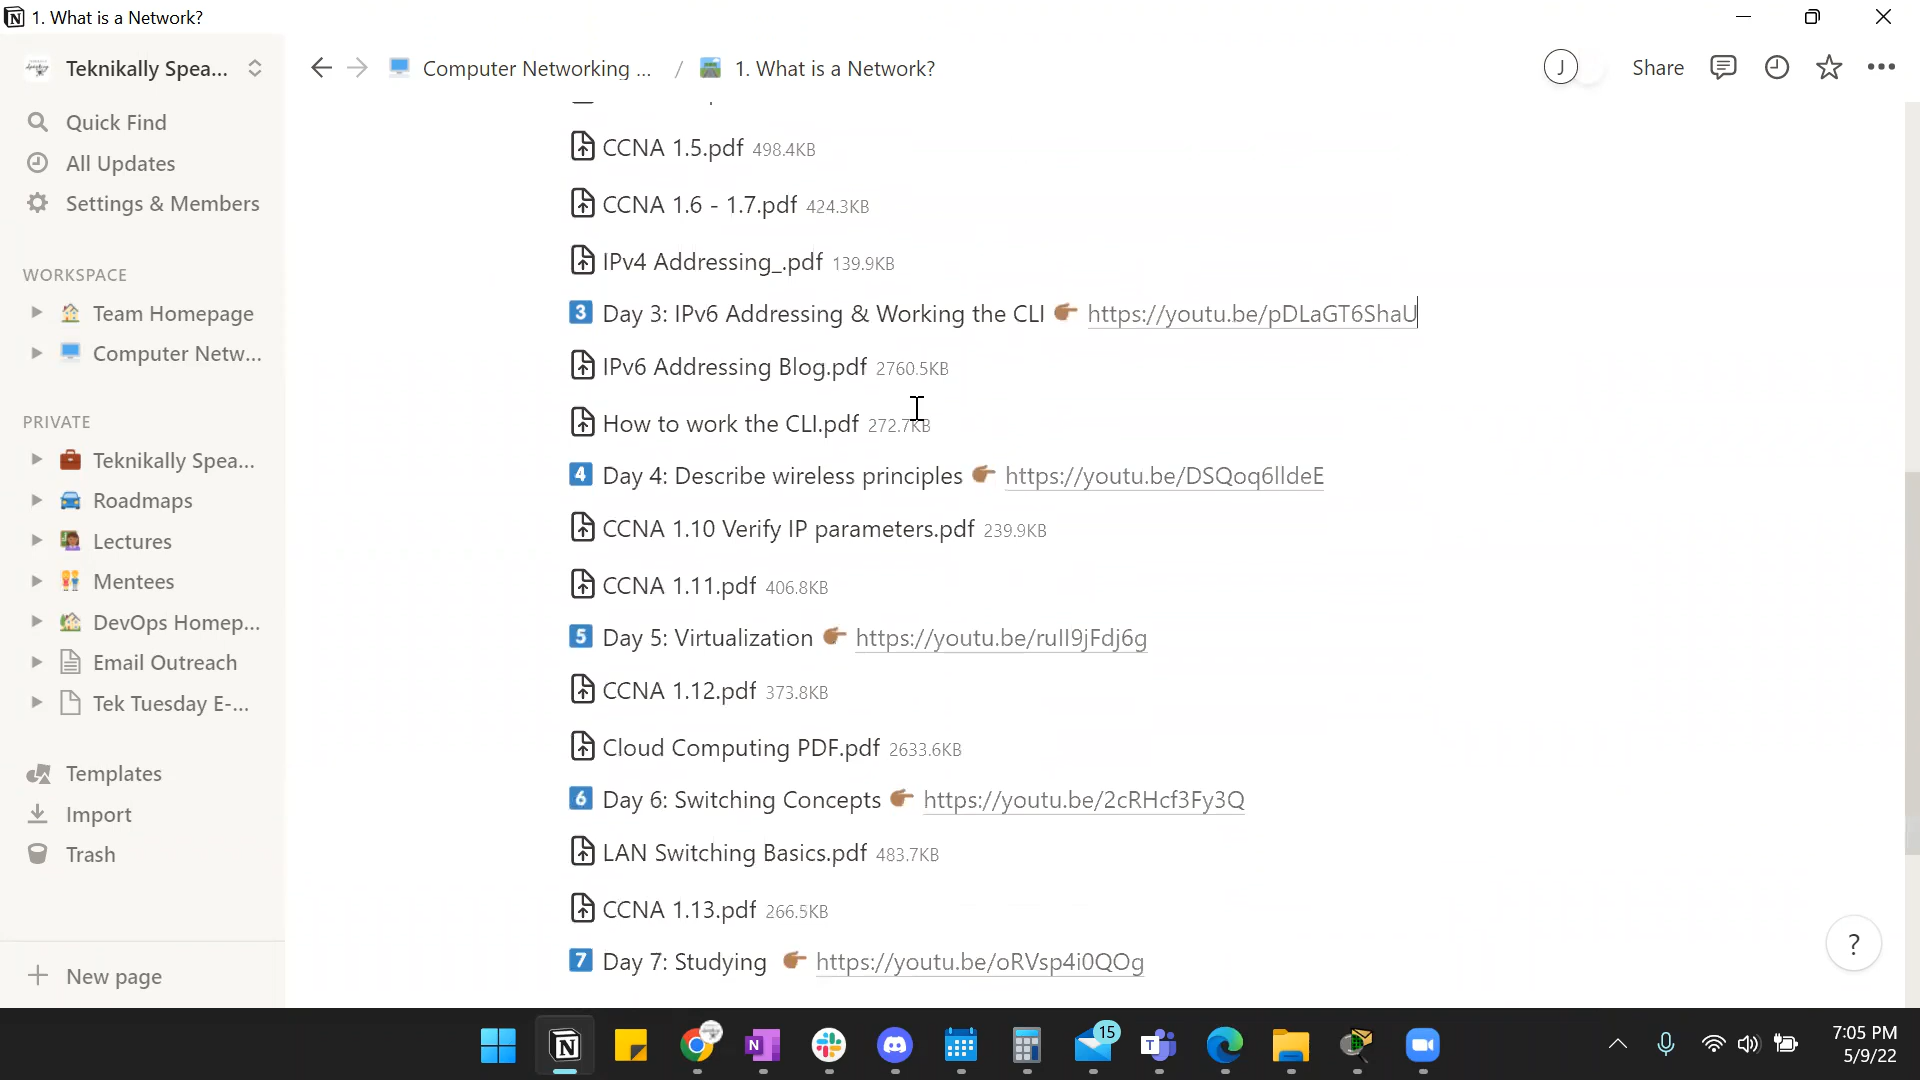 1. What is a Network?
Teknikally Spea...
Computer Networking ... / 1. What is a Network?
J
Share
Quick Find
All Updates
Settings & Members
WORKSPACE
Team Homepage
Computer Netw...
PRIVATE
Teknikally Spea...
Roadmaps
Lectures
Mentees
DevOps Homep...
Email Outreach
Tek Tuesday E-...
Templates
Import
Trash
New page
CCNA 1.5.pdf 498.4KB
CCNA 1.6 - 1.7.pdf 424.3KB
IPv4 Addressing_.pdf 139.9KB
3 Day 3: IPv6 Addressing & Working the CLI https://youtu.be/pDLaGT6ShaU
IPv6 Addressing Blog.pdf 2760.5KB
How to work the CLI.pdf 272.7KB
4 Day 4: Describe wireless principles https://youtu.be/DSQoq6lldeE
CCNA 1.10 Verify IP parameters.pdf 239.9KB
CCNA 1.11.pdf 406.8KB
5 Day 5: Virtualization https://youtu.be/rulI9jFdj6g
CCNA 1.12.pdf 373.8KB
Cloud Computing PDF.pdf 2633.6KB
6 Day 6: Switching Concepts https://youtu.be/2cRHcf3Fy3Q
LAN Switching Basics.pdf 483.7KB
CCNA 1.13.pdf 266.5KB
7 Day 7: Studying https://youtu.be/oRVsp4i0QOg
?
15
7:05 PM
5/9/22